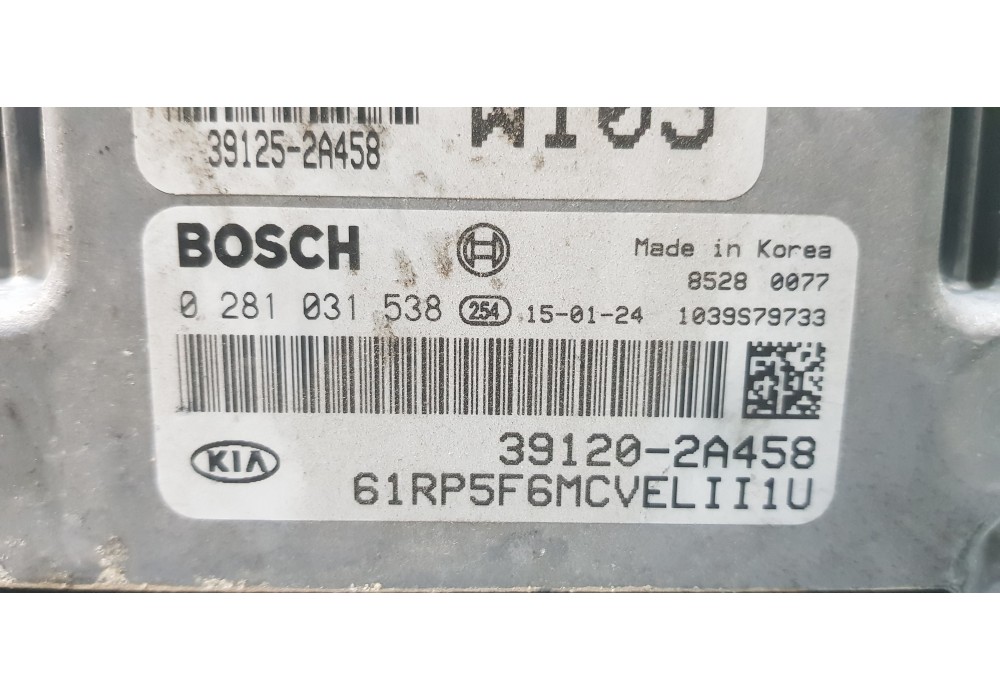 39125-2A458
BOSCH
Made in Korea
8528 0077
0 281 031 538 254 15-01-24 1039S79733
KIA
39120-2A458
61RP5F6MCVELII1U